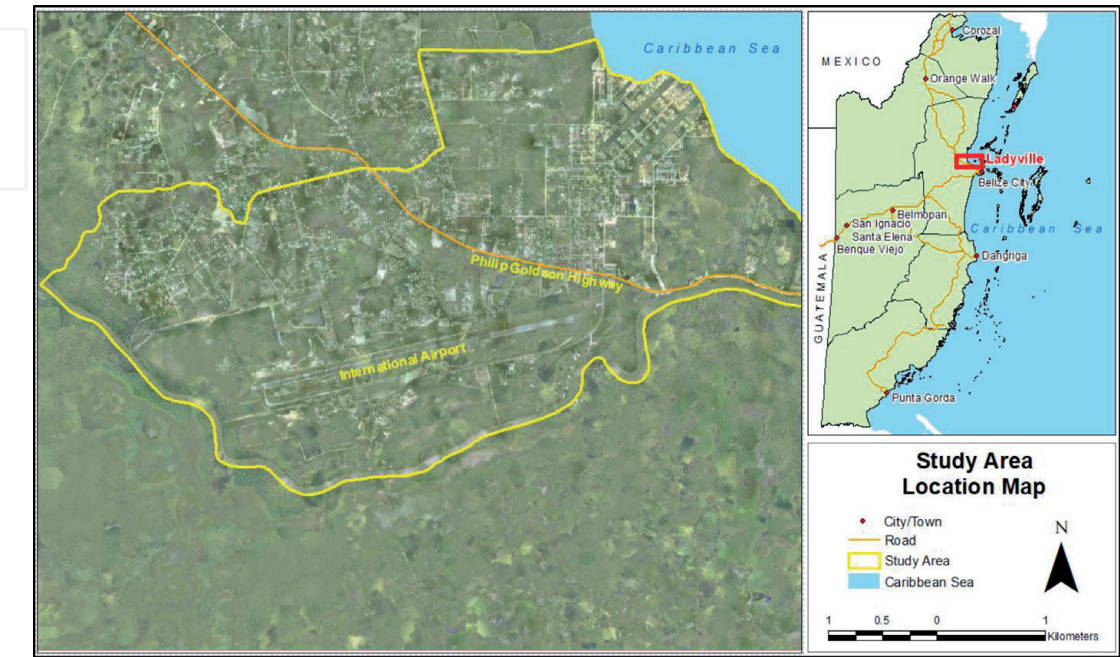 Caribbean Sea
Philip Goldson Highway
International Airport
Corozal
MEXICO
Orange Walk
Ladyville
Belize City
Belmopan
San Ignacio
Caribbean Sea
Santa Elena
Benque Viejo
Dangriga
GUATEMALA
Punta Gorda
Study Area
Location Map
City/Town
N
Road
Study Area
Caribbean Sea
1 0.5 0 1
Kilometers